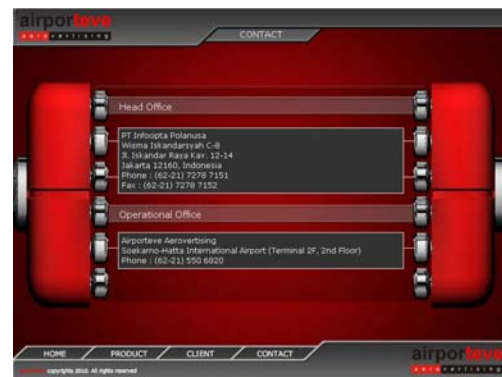 airporteve
aerovertising
CONTACT
Head Office
PT Infocipta Polanusa
Wisma Iskandarsyah C-8
Jl. Iskandar Raya Kav. 12-14
Jakarta 12160, Indonesia
Phone : (62-21) 7278 7151
Fax : (62-21) 7278 7152
Operational Office
Airporteve Aerovertising
Soekarno-Hatta International Airport (Terminal 2F, 2nd Floor)
Phone : (62-21) 550 6820
HOME PRODUCT CLIENT CONTACT
airporteve
aerovertising
copyrights 2010. All rights reserved